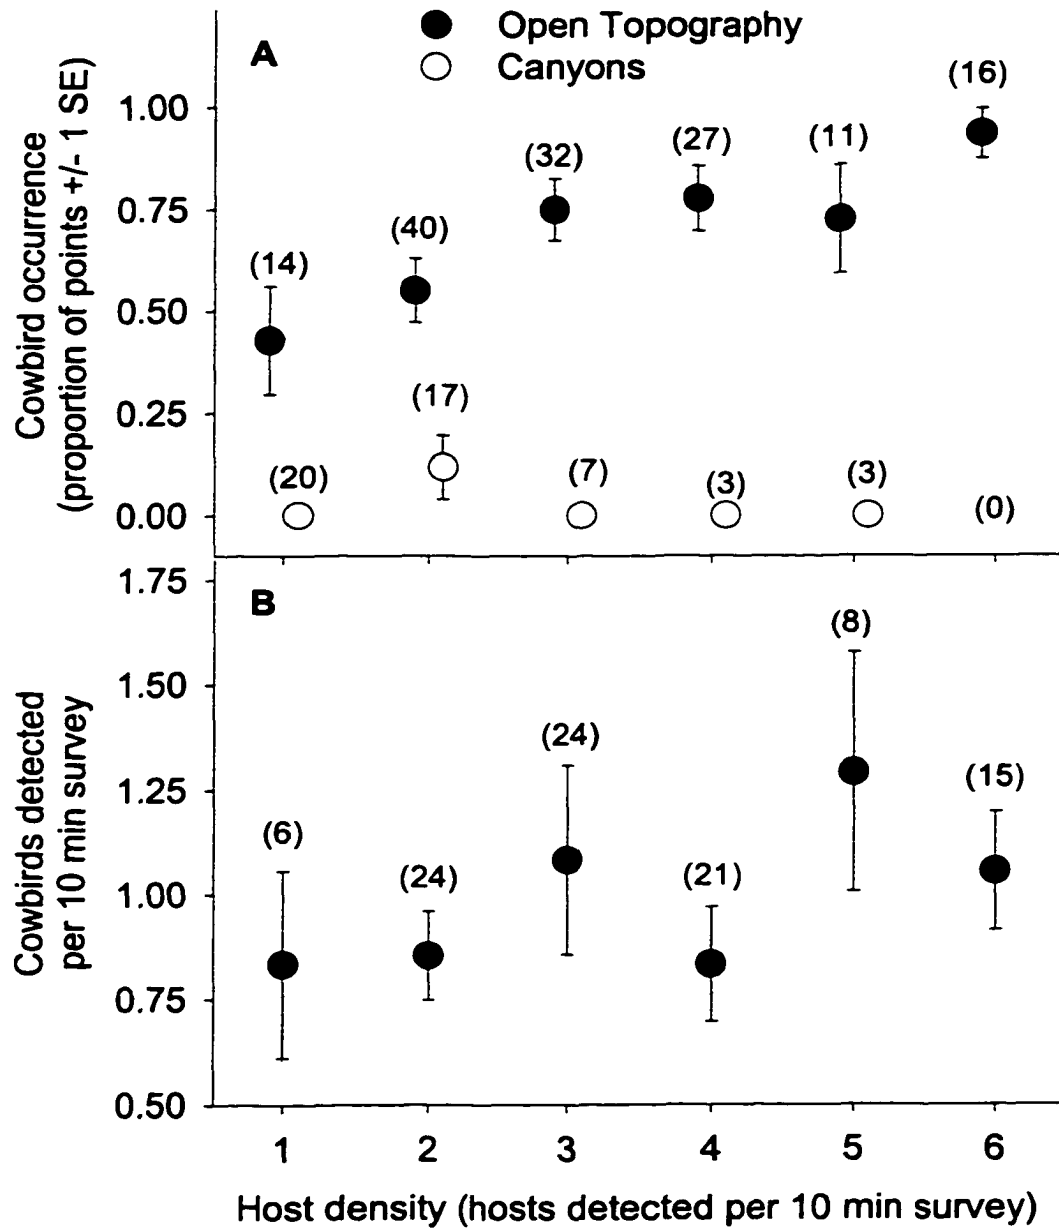 Open Topography
Canyons
A
Cowbird occurrence
(proportion of points +/- 1 SE)
1.00
0.75
0.50
0.25
0.00
(14)
(40)
(32)
(27)
(11)
(16)
(20)
(17)
(7)
(3)
(3)
(0)
B
Cowbirds detected
per 10 min survey
1.75
1.50
1.25
1.00
0.75
0.50
(6)
(24)
(24)
(21)
(8)
(15)
1 2 3 4 5 6
Host density (hosts detected per 10 min survey)